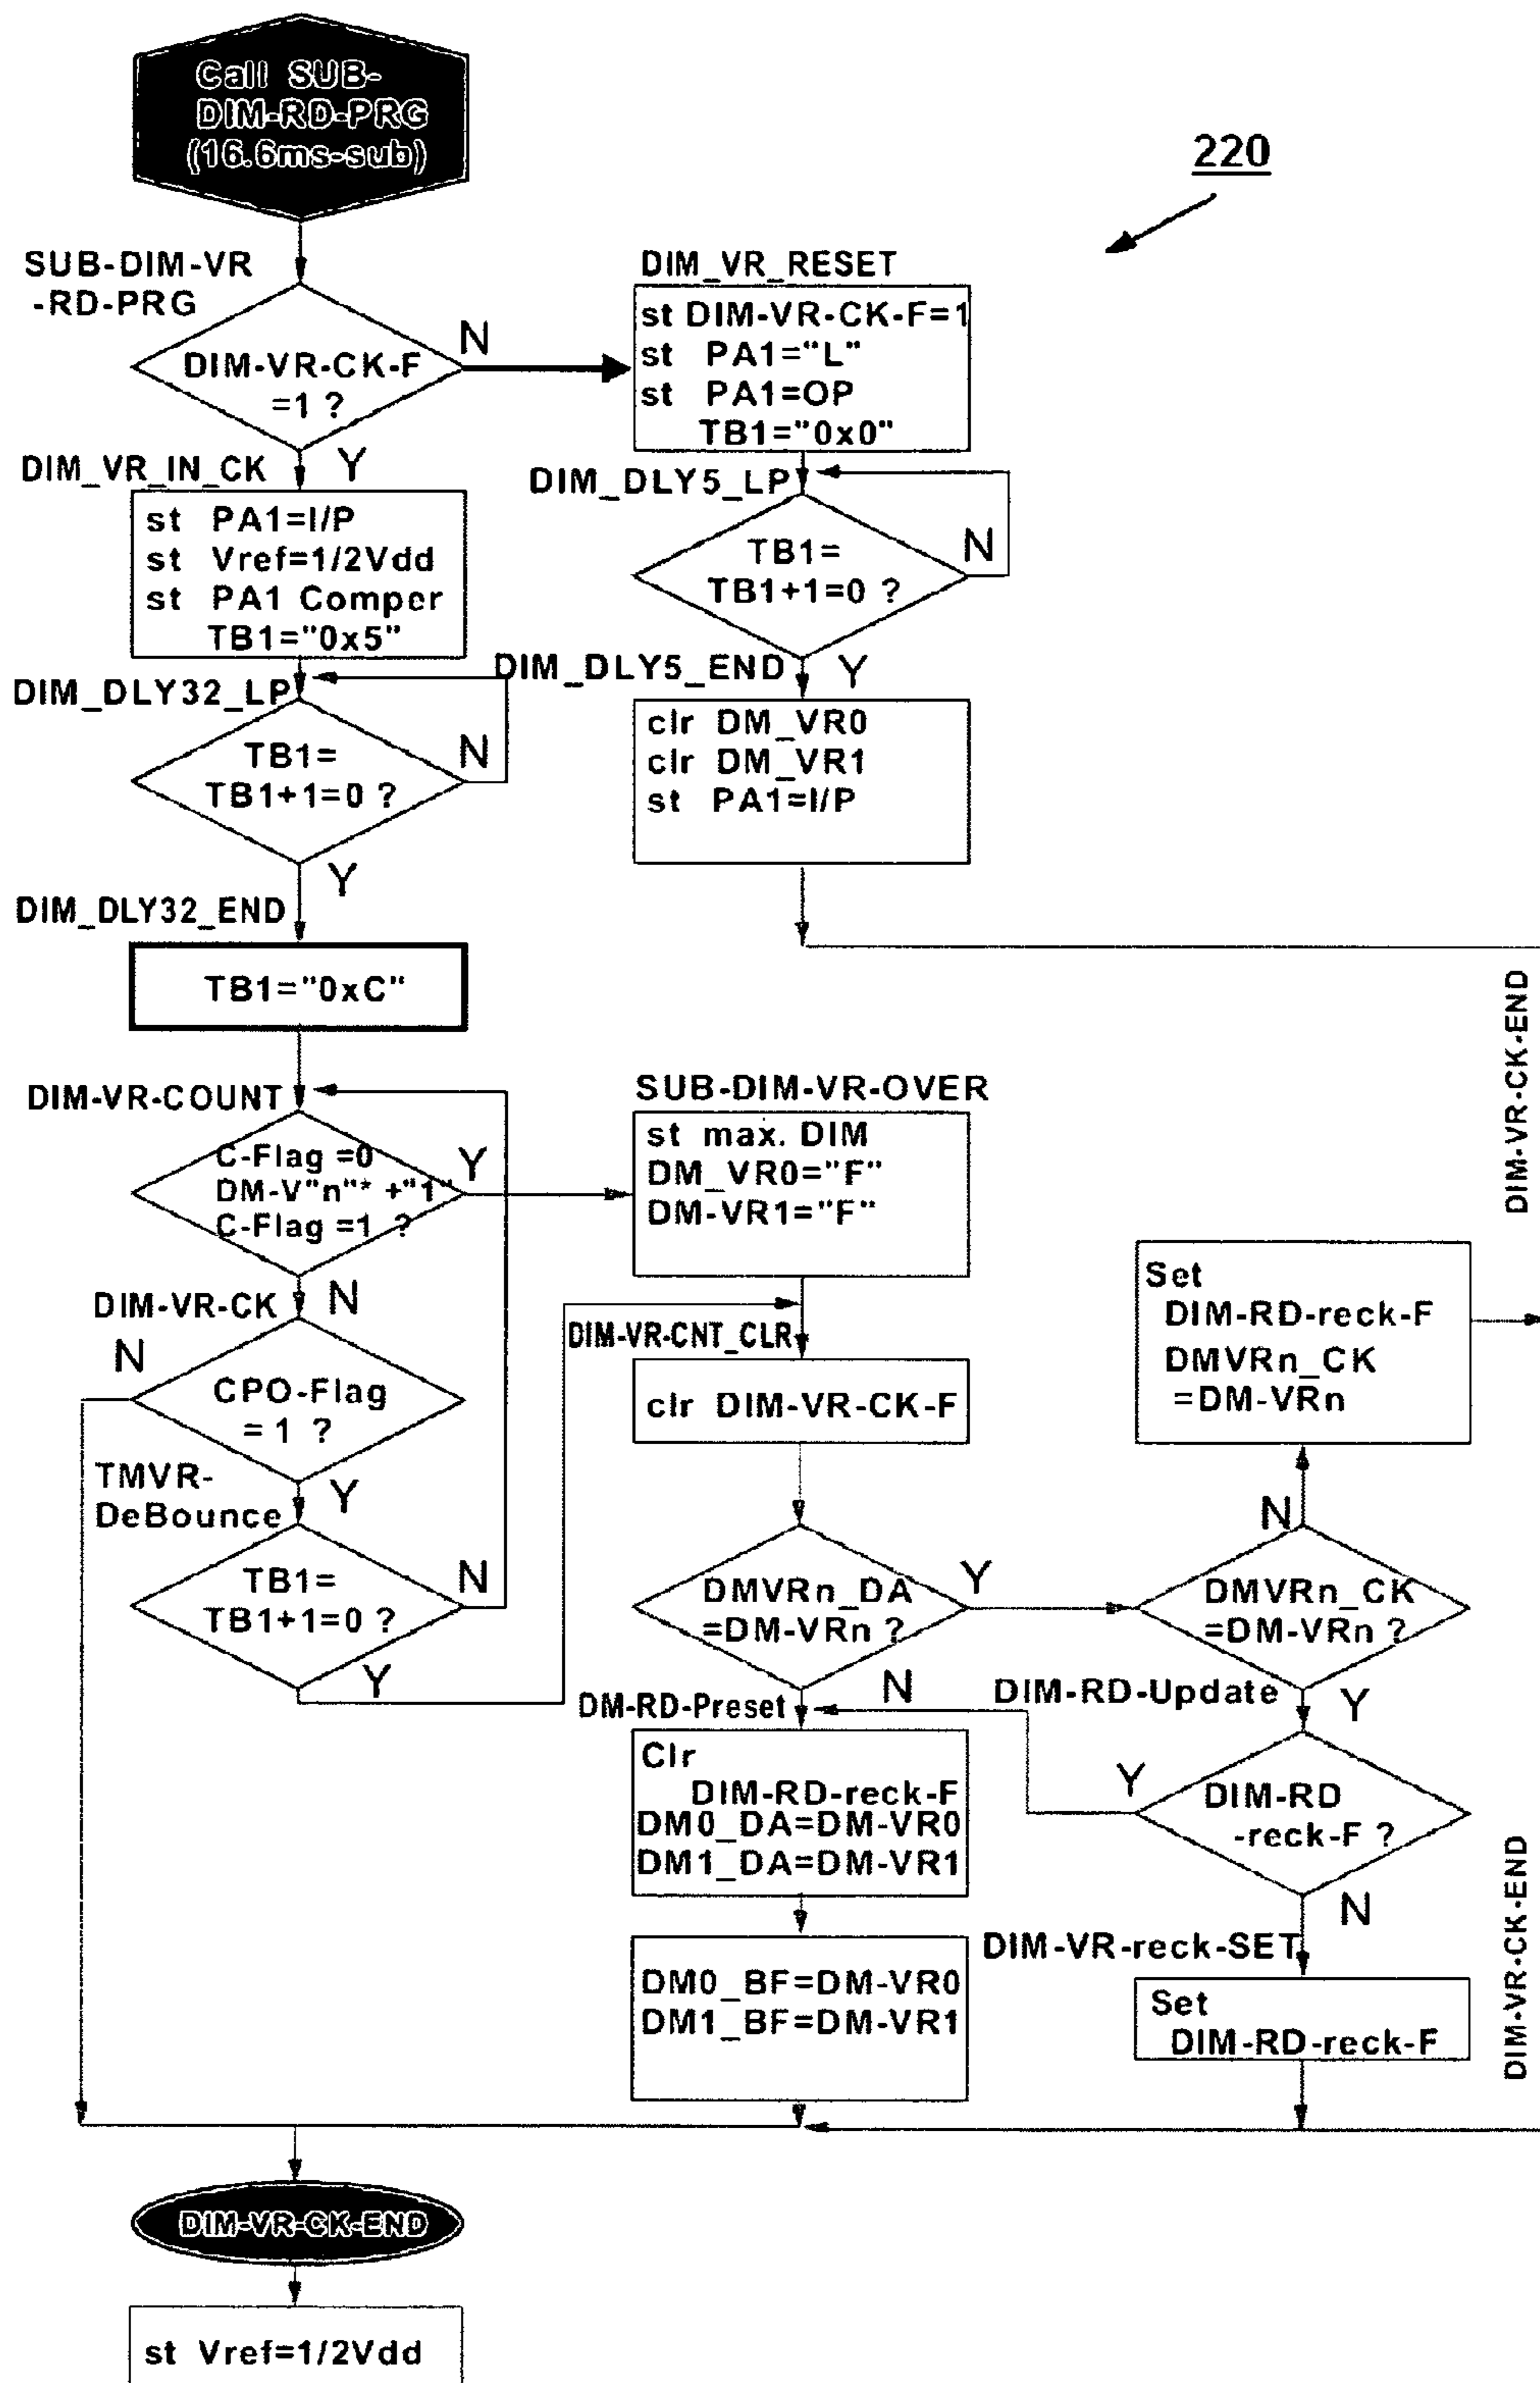 Call SUB-
DIM-RD-PRG
(16.6ms-sub)
220
SUB-DIM-VR
-RD-PRG
DIM-VR-CK-F
=1 ?
N
Y
DIM_VR_RESET
st DIM-VR-CK-F=1
st PA1="L"
st PA1=OP
TB1="0x0"
DIM_VR_IN_CK
st PA1=I/P
st Vref=1/2Vdd
st PA1 Comper
TB1="0x5"
DIM_DLY5_LP
TB1=
TB1+1=0 ?
N
Y
DIM_DLY5_END
clr DM_VR0
clr DM_VR1
st PA1=I/P
DIM_DLY32_LP
TB1=
TB1+1=0 ?
N
Y
DIM_DLY32_END
TB1="0xC"
DIM-VR-CK-END
DIM-VR-COUNT
C-Flag =0
DM-V"n"* +"1"
C-Flag =1 ?
Y
N
SUB-DIM-VR-OVER
st max. DIM
DM_VR0="F"
DM-VR1="F"
DIM-VR-CK
N
CPO-Flag
= 1 ?
Y
DIM-VR-CNT_CLR
clr DIM-VR-CK-F
Set
DIM-RD-reck-F
DMVRn_CK
=DM-VRn
TMVR-
DeBounce
TB1=
TB1+1=0 ?
N
Y
DMVRn_DA
=DM-VRn ?
Y
N
DMVRn_CK
=DM-VRn ?
N
Y
DM-RD-Preset
Clr
DIM-RD-reck-F
DM0_DA=DM-VR0
DM1_DA=DM-VR1
DIM-RD-Update
DIM-RD
-reck-F ?
Y
N
DM0_BF=DM-VR0
DM1_BF=DM-VR1
DIM-VR-reck-SET
Set
DIM-RD-reck-F
DIM-VR-CK-END
DIM-VR-CK-END
st Vref=1/2Vdd